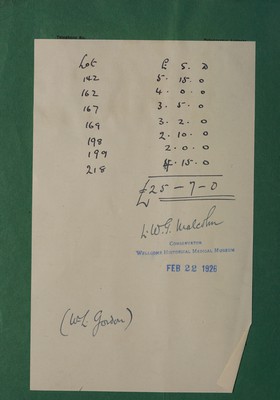 Lot £ S. D
142 5. 15. 0
162 4. 0. 0
167 3. 5. 0
169 3. 2. 0
198 2. 10. 0
199 2. 0. 0
218 4. 15. 0
£25-7-0
L.W.G. Malcolm
CONSERVATOR
WELLCOME HISTORICAL MEDICAL MUSEUM
FEB 22 1926
(WL Gordon)